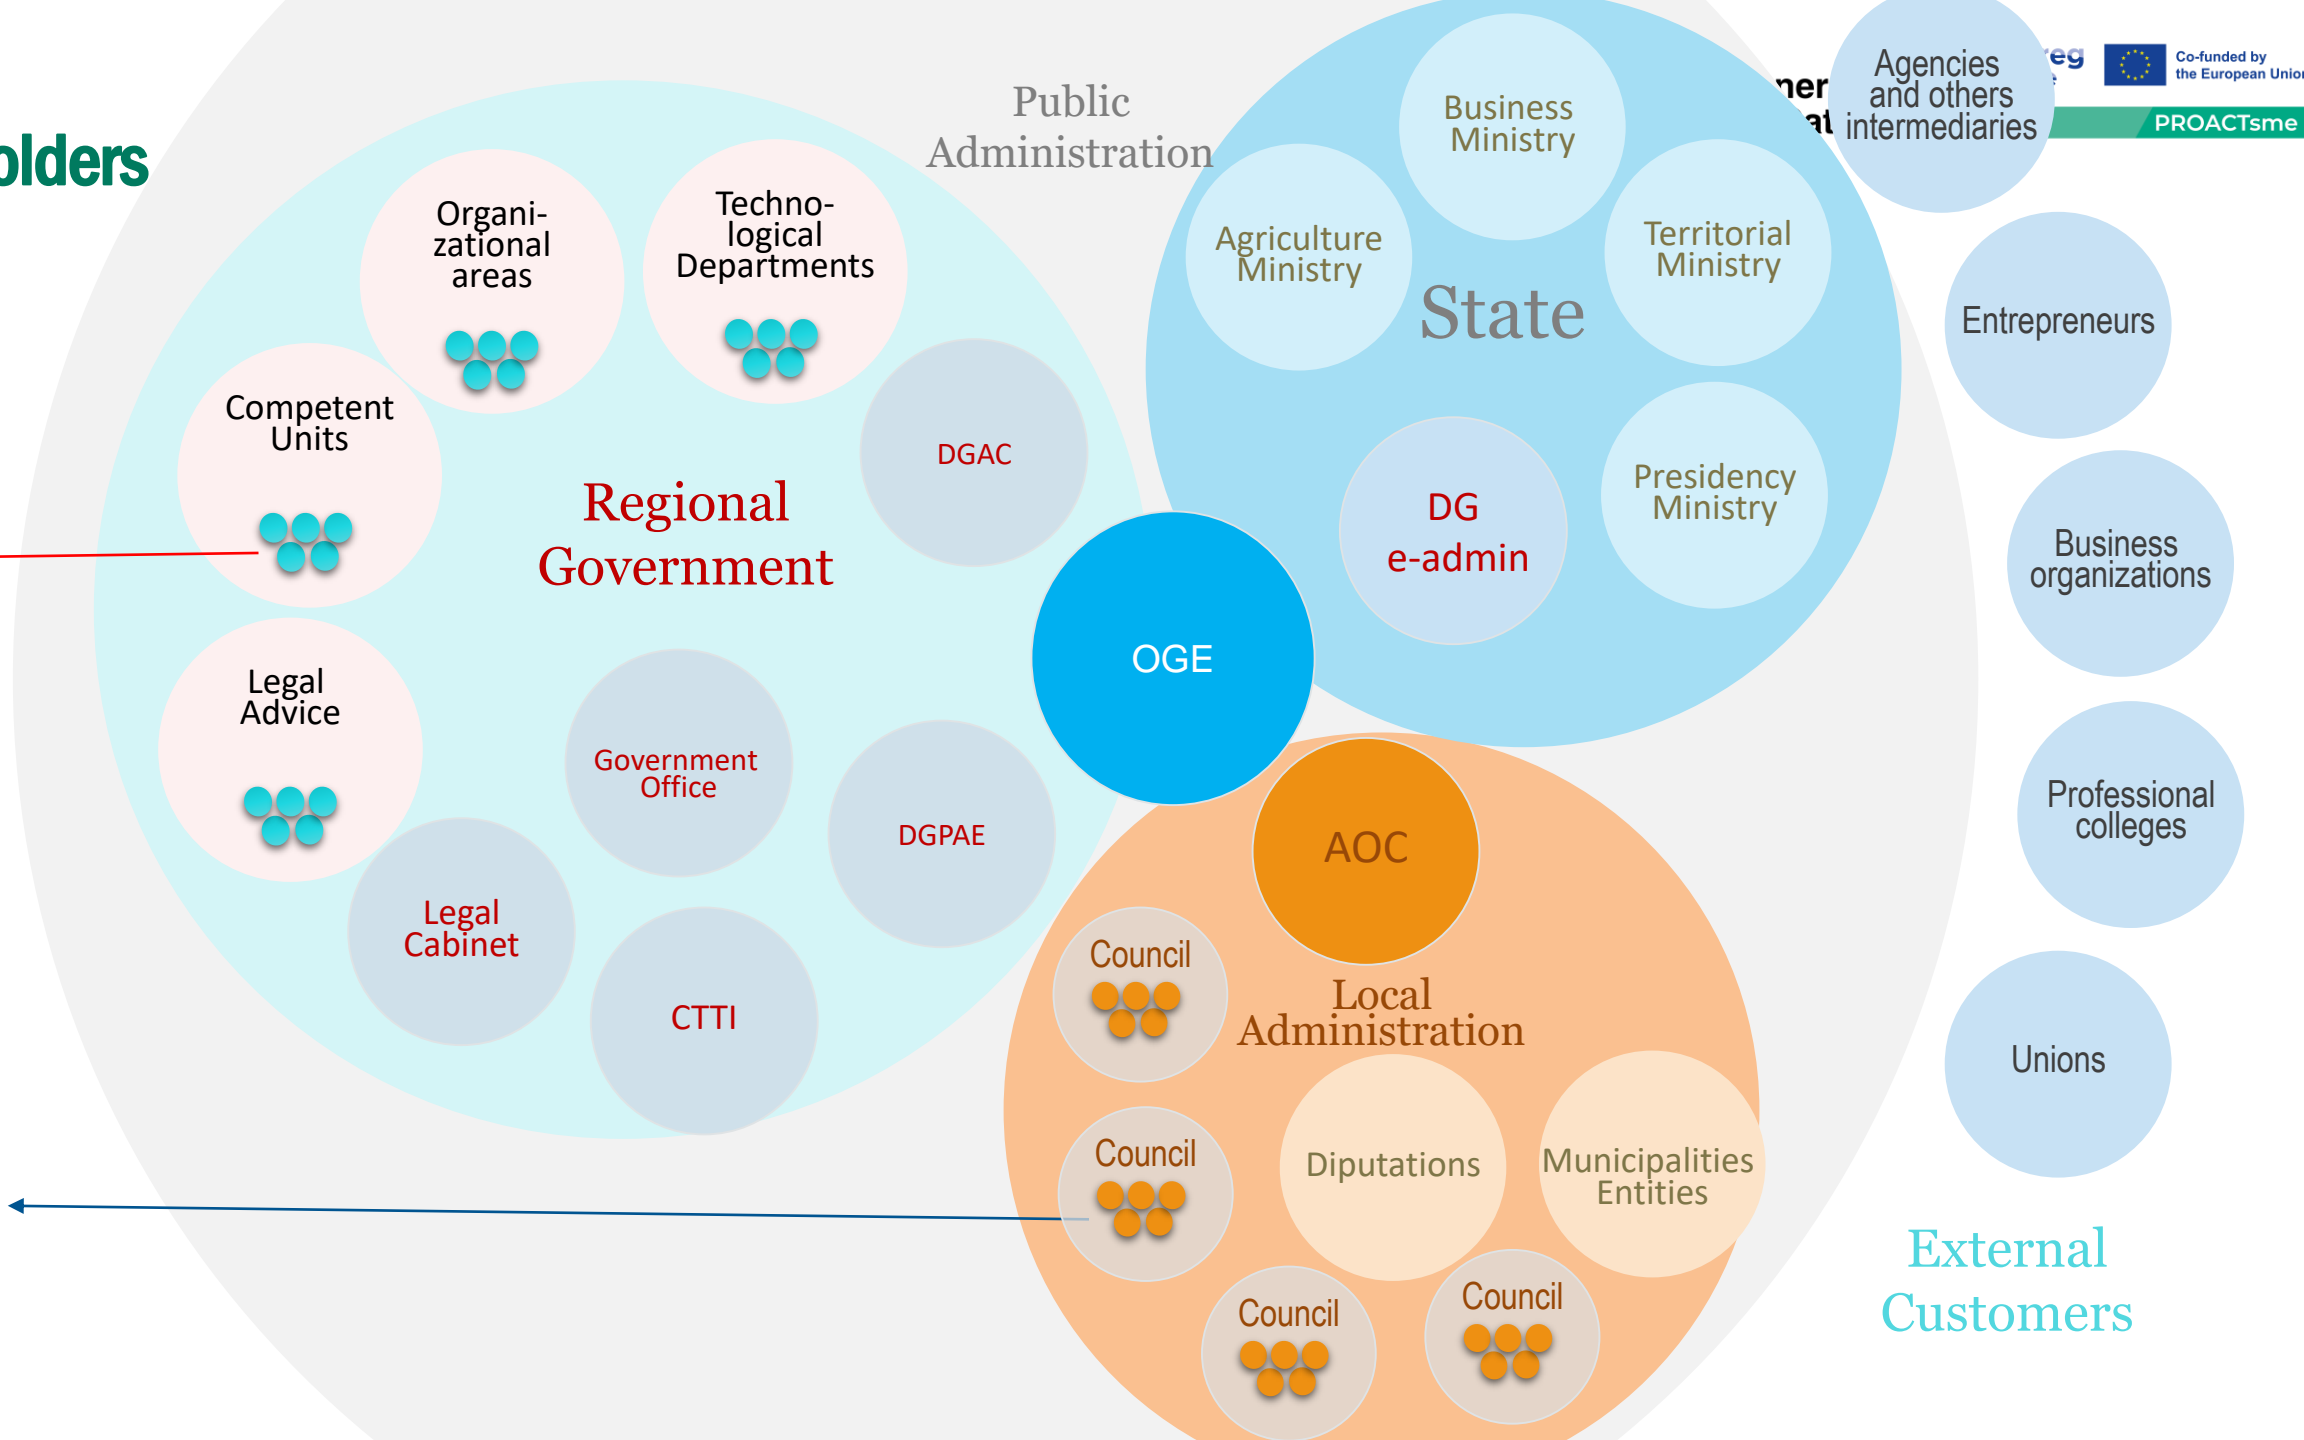 Public
Administration
Organi-
zational
areas
Techno-
logical
Departments
Competent
Units
Legal
Advice
Regional
Government
DGAC
Government
Office
DGPAE
Legal
Cabinet
CTTI
OGE
Business
Ministry
Agriculture
Ministry
Territorial
Ministry
State
Presidency
Ministry
DG
e-admin
AOC
Local
Administration
Council
Council
Council
Council
Diputations
Municipalities
Entities
Agencies
and others
intermediaries
Co-funded by
the European Union
PROACTsme
Entrepreneurs
Business
organizations
Professional
colleges
Unions
External
Customers